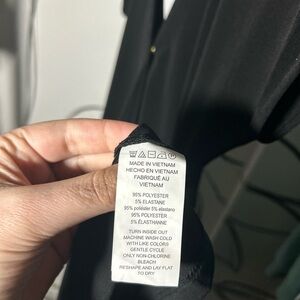 MADE IN VIETNAM
HECHO EN VIETNAM
FABRIQUÉ AU
VIETNAM
95% POLYESTER
5% ELASTANE
95% poliéster 5% elastano
95% POLYESTER
5% ÉLASTHANNE
TURN INSIDE OUT
MACHINE WASH COLD
WITH LIKE COLORS
GENTLE CYCLE
ONLY NON-CHLORINE
BLEACH
RESHAPE AND LAY FLAT
TO DRY